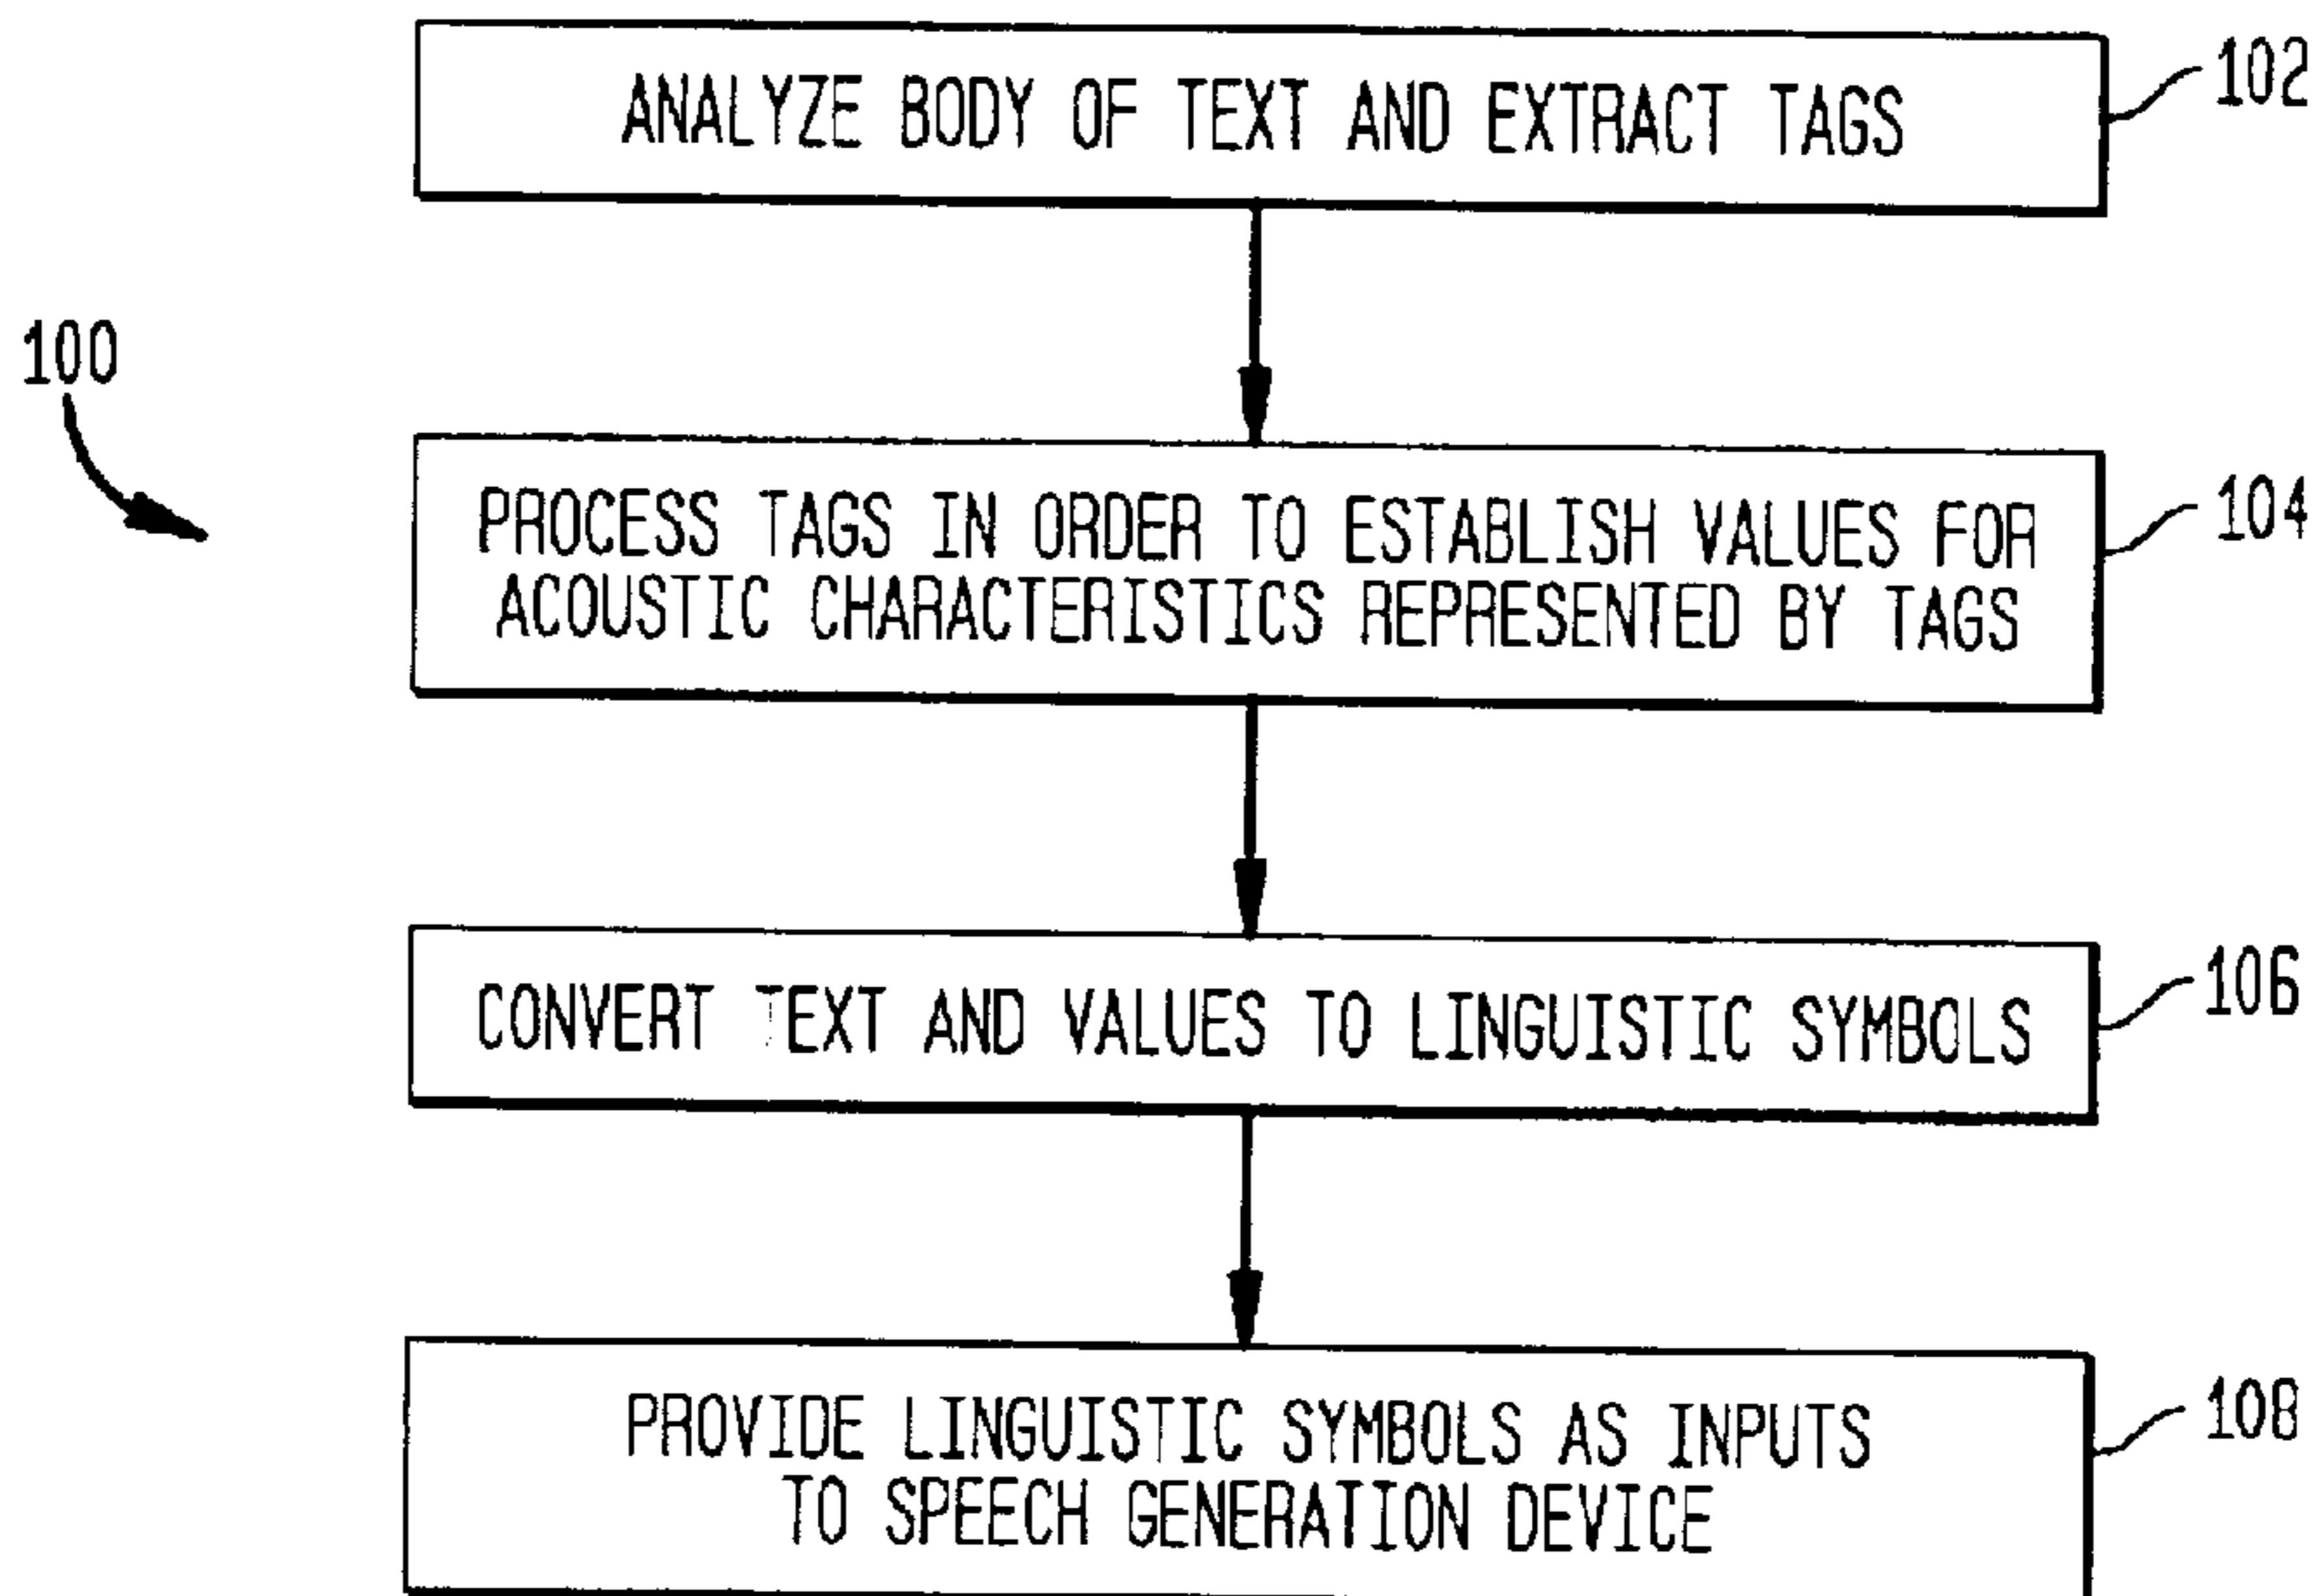 ANALYZE BODY OF TEXT AND EXTRACT TAGS
102
100
PROCESS TAGS IN ORDER TO ESTABLISH VALUES FOR
ACOUSTIC CHARACTERISTICS REPRESENTED BY TAGS
104
CONVERT TEXT AND VALUES TO LINGUISTIC SYMBOLS
106
PROVIDE LINGUISTIC SYMBOLS AS INPUTS
TO SPEECH GENERATION DEVICE
108